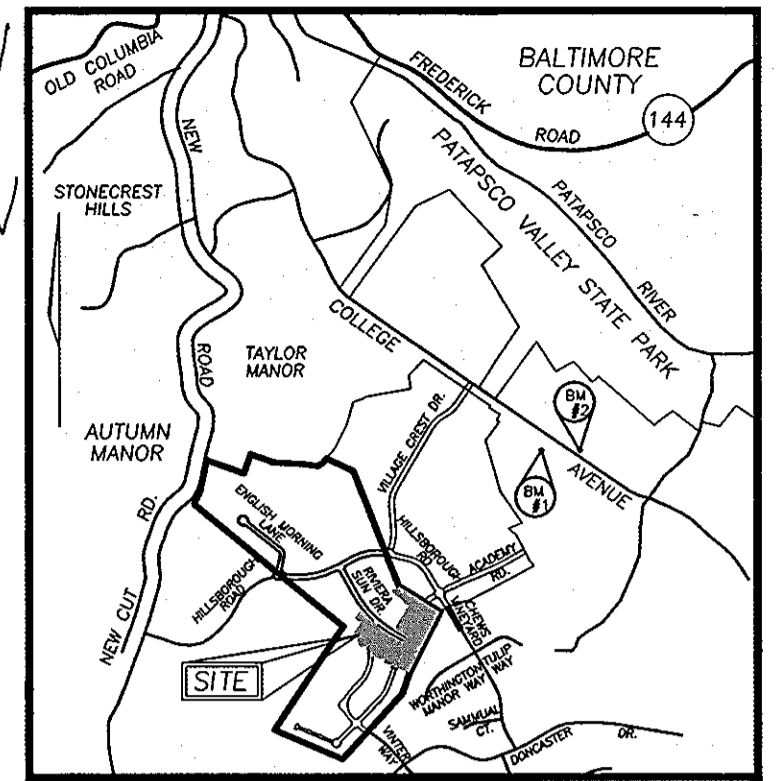 OLD COLUMBIA
ROAD
NEW
FREDERICK
ROAD
BALTIMORE
COUNTY
144
STONECREST
HILLS
PATAPSCO VALLEY STATE PARK
PATAPSCO
RIVER
COLLEGE
AVENUE
ROAD
TAYLOR
MANOR
AUTUMN
MANOR
RD.
VILLAGE CREST DR.
BM
#2
BM
#1
ENGLISH MORNING
LANE
HILLSBOROUGH
RD.
ACADEMY
RD.
HILLSBOROUGH
ROAD
RIVIERA
SUN DR.
CHEWS
VINEYARD
NEW CUT
SITE
WORTHINGTON
MANOR WAY
TULIP
WAY
SAMMUAL
CT.
DONCASTER
DR.
VINTER
WAY